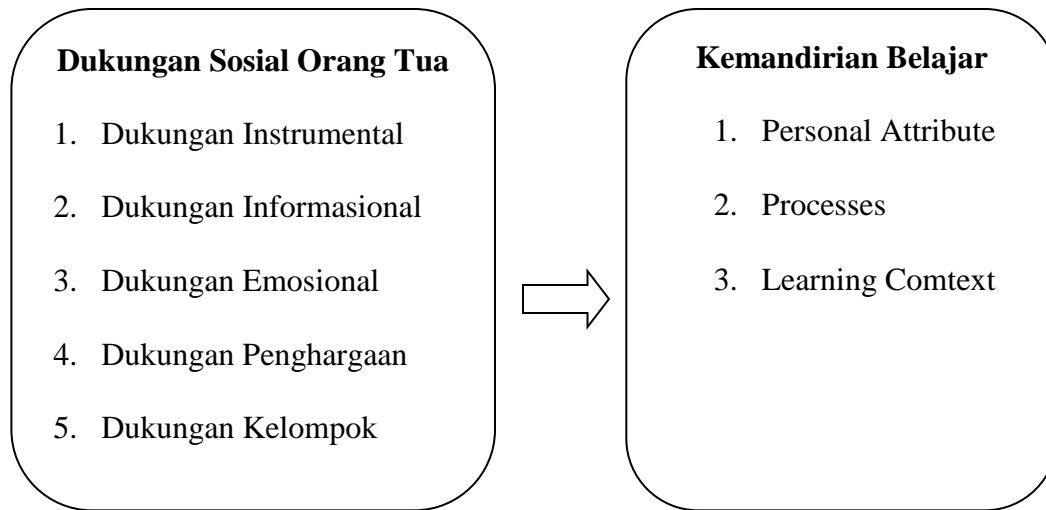 Dukungan Sosial Orang Tua
1. Dukungan Instrumental
2. Dukungan Informasional
3. Dukungan Emosional
4. Dukungan Penghargaan
5. Dukungan Kelompok
Kemandirian Belajar
1. Personal Attribute
2. Processes
3. Learning Comtext